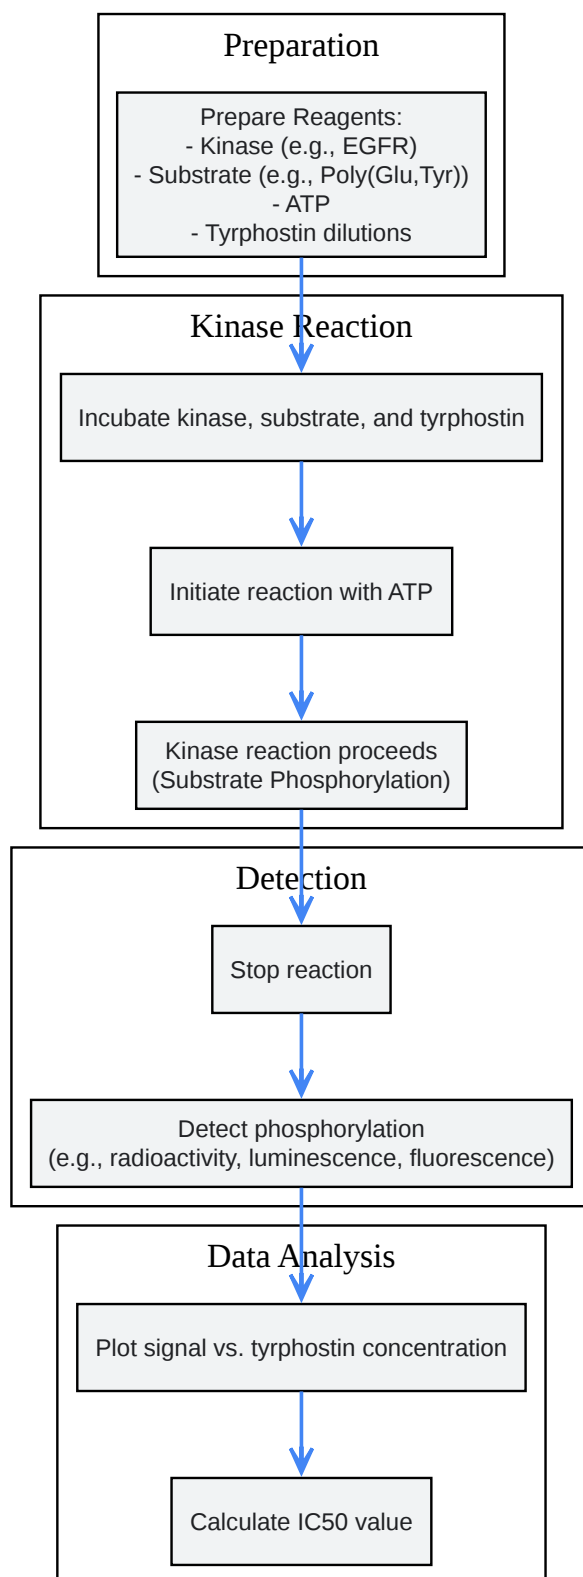 Preparation
Prepare Reagents:
- Kinase (e.g., EGFR)
- Substrate (e.g., Poly(Glu,Tyr))
- ATP
- Tyrphostin dilutions
Kinase Reaction
Incubate kinase, substrate, and tyrphostin
Initiate reaction with ATP
Kinase reaction proceeds
(Substrate Phosphorylation)
Detection
Stop reaction
Detect phosphorylation
(e.g., radioactivity, luminescence, fluorescence)
Data Analysis
Plot signal vs. tyrphostin concentration
Calculate IC50 value